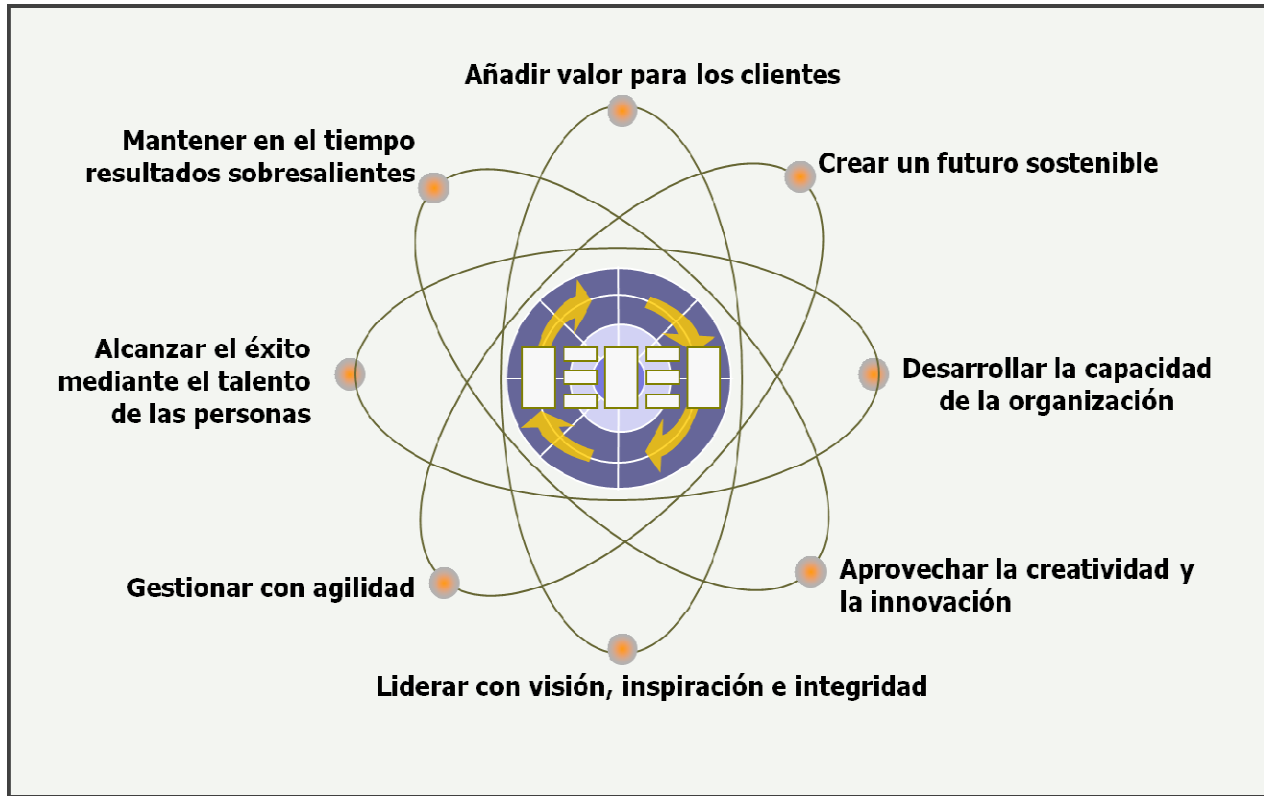 Añadir valor para los clientes
Mantener en el tiempo
resultados sobresalientes
Crear un futuro sostenible
Alcanzar el éxito
mediante el talento
de las personas
Desarrollar la capacidad
de la organización
Gestionar con agilidad
Aprovechar la creatividad y
la innovación
Liderar con visión, inspiración e integridad